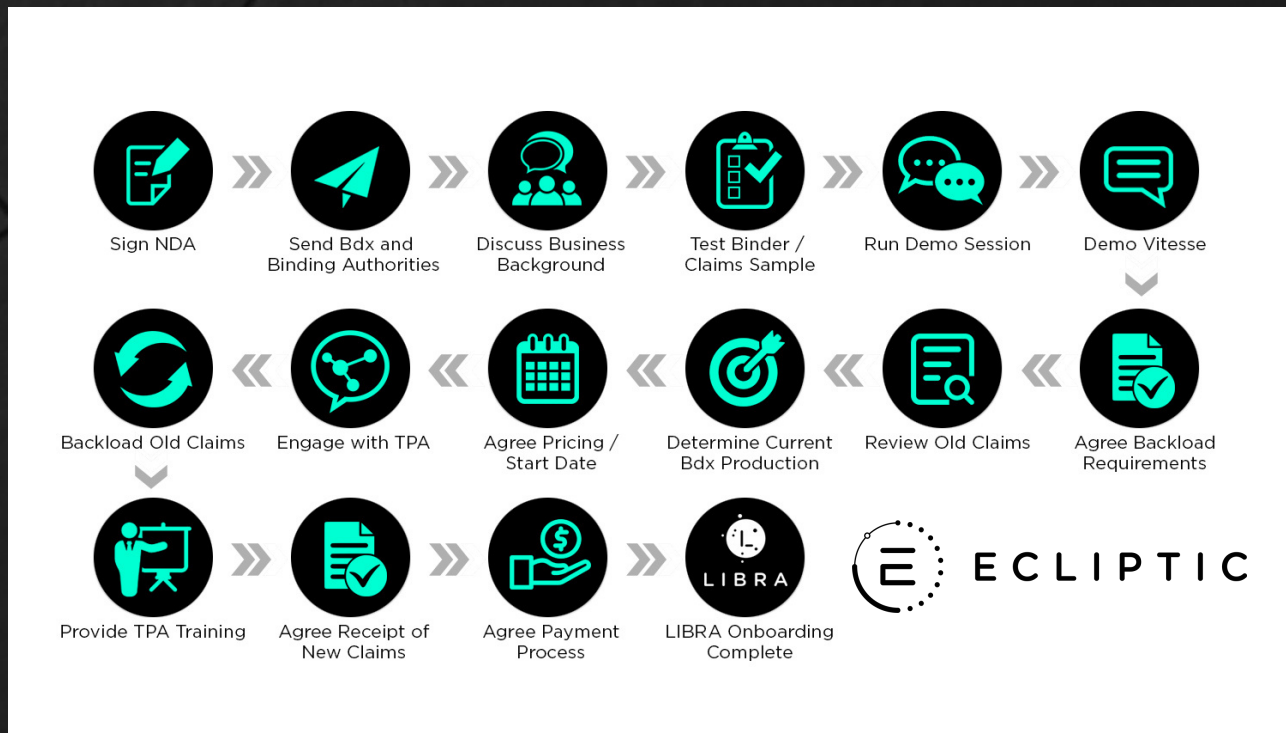 Sign NDA
Send Bdx and
Binding Authorities
Discuss Business
Background
Test Binder /
Claims Sample
Run Demo Session
Demo Vitesse
Backload Old Claims
Engage with TPA
Agree Pricing /
Start Date
Determine Current
Bdx Production
Review Old Claims
Agree Backload
Requirements
L
LIBRA
E
ECLIPTIC
Provide TPA Training
Agree Receipt of
New Claims
Agree Payment
Process
LIBRA Onboarding
Complete